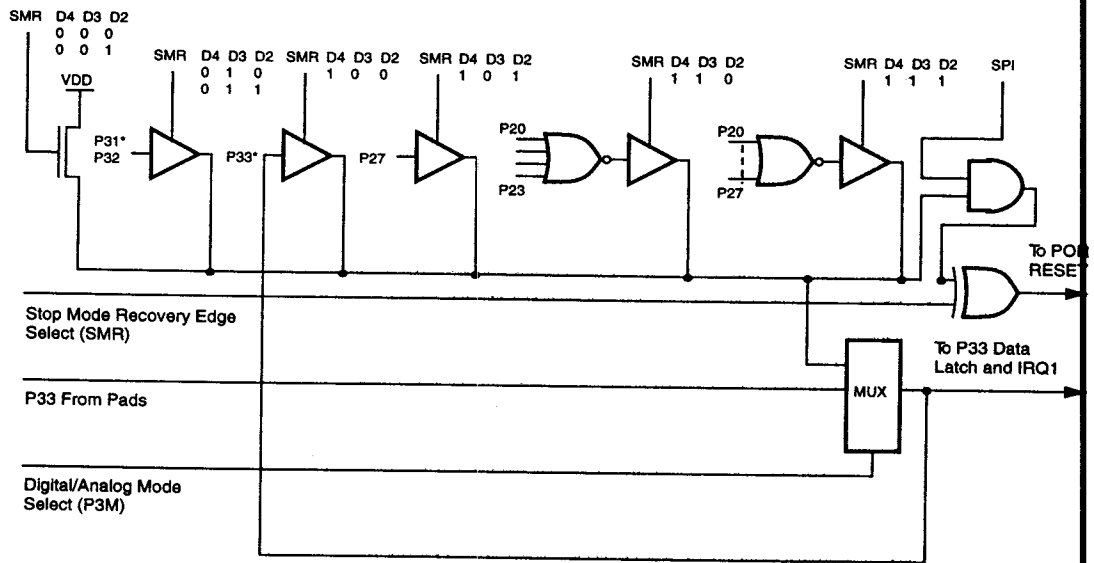 SMR D4 D3 D2
0 0 0
0 0 1
VDD
SMR D4 D3 D2
0 1 0
0 1 1
SMR D4 D3 D2
1 0 0
SMR D4 D3 D2
1 0 1
SMR D4 D3 D2
1 1 0
SMR D4 D3 D2
1 1 1
SPI
P31*
P32
P33*
P27
P20
P23
P20
P27
To POR
RESET
Stop Mode Recovery Edge
Select (SMR)
To P33 Data
Latch and IRQ1
P33 From Pads
MUX
Digital/Analog Mode
Select (P3M)